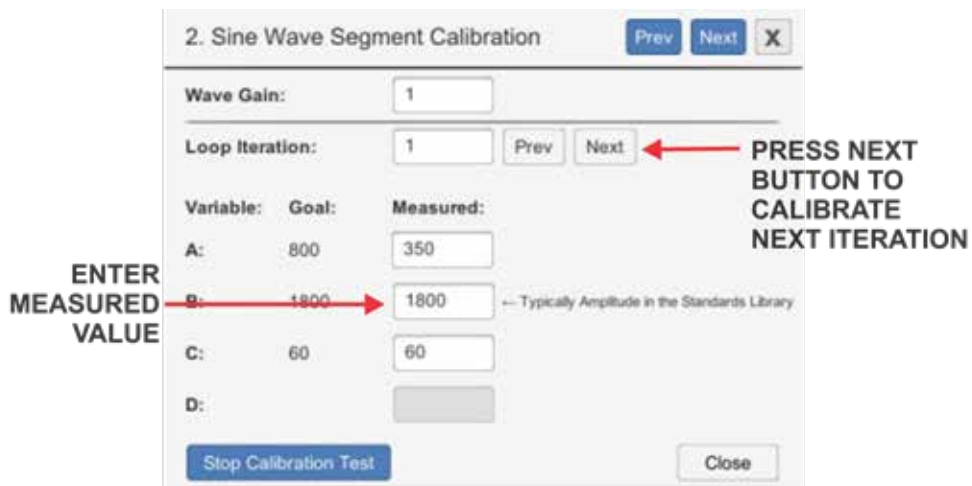 2. Sine Wave Segment Calibration Prev Next X
Wave Gain: 1
Loop Iteration: 1 Prev Next
PRESS NEXT
BUTTON TO
CALIBRATE
NEXT ITERATION
Variable: Goal: Measured:
A: 800 350
ENTER
MEASURED
VALUE
B: 1800 1800 ← Typically Amplitude in the Standards Library
C: 60 60
D:
Stop Calibration Test Close